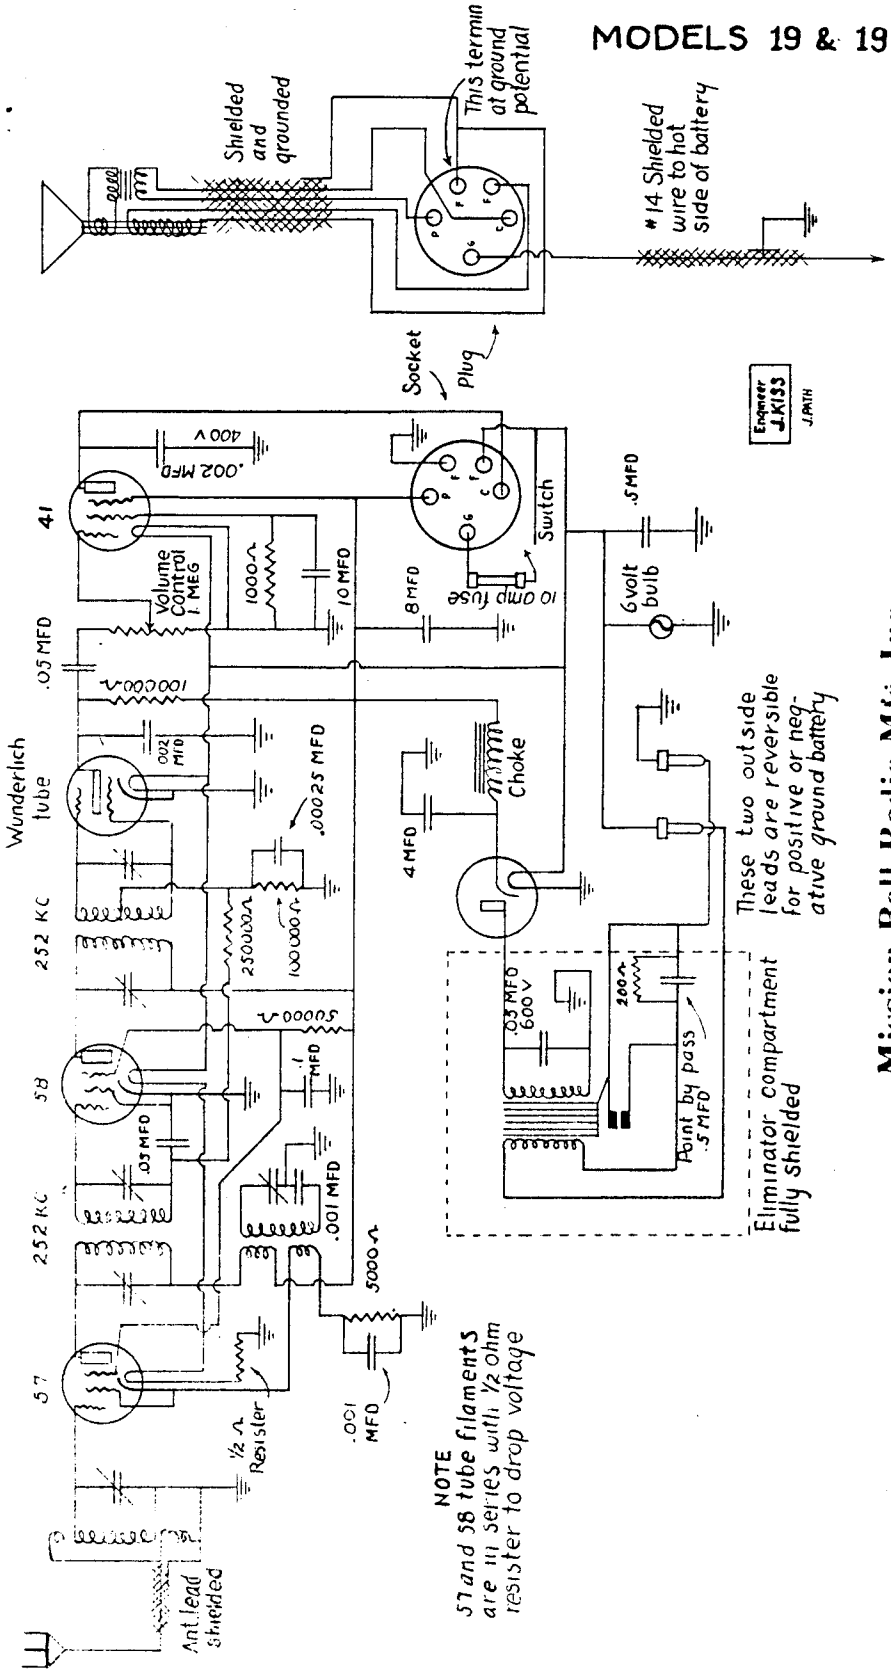 MODELS 19 & 19
Shielded
and
grounded
This termin
at ground
potential
P
F
F
G
C
#14 Shielded
wire to hot
side of battery
Socket
Plug
Engineer
J. KISS
J. PATH
41
400 V
.002 MFD
Volume
Control
1. MEG
1000Ω
10 MFD
8 MFD
P
F
F
G
C
Switch
10 amp fuse
.5 MFD
6 volt
bulb
.05 MFD
100000Ω
Wunderlich
tube
.002
MFD
.00025 MFD
Choke
4 MFD
These two outside
leads are reversible
for positive or neg-
ative ground battery
252 KC
250000Ω
100000Ω
58
50000Ω
.1
MFD
.05 MFD
.05 MFD
600 V
200Ω
Point by pass
.5 MFD
Eliminator compartment
fully shielded
252 KC
.001 MFD
5000Ω
57
1/2 Ω
Resister
.001
MFD
NOTE
57 and 58 tube filaments
are in series with 1/2 ohm
resister to drop voltage
Ant. lead
shielded